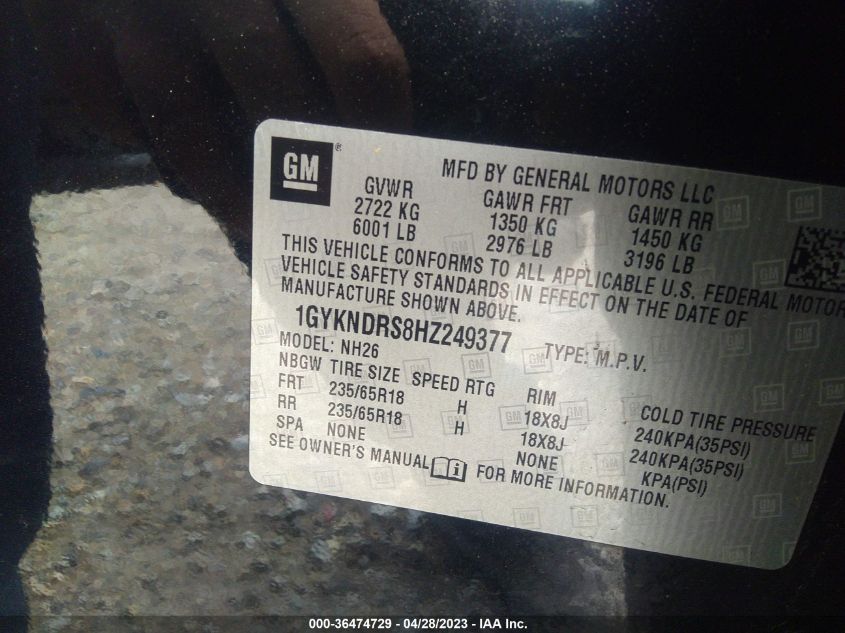 GM®
MFD BY GENERAL MOTORS LLC
GVWR GAWR FRT GAWR RR
2722 KG 1350 KG 1450 KG
6001 LB 2976 LB 3196 LB
THIS VEHICLE CONFORMS TO ALL APPLICABLE U.S. FEDERAL MOTOR
VEHICLE SAFETY STANDARDS IN EFFECT ON THE DATE OF
MANUFACTURE SHOWN ABOVE.
1GYKNDRS8HZ249377 TYPE: M.P.V.
MODEL: NH26
NBGW TIRE SIZE SPEED RTG RIM COLD TIRE PRESSURE
FRT 235/65R18 H 18X8J 240KPA(35PSI)
RR 235/65R18 H 18X8J 240KPA(35PSI)
SPA NONE NONE KPA(PSI)
SEE OWNER'S MANUAL i FOR MORE INFORMATION.
000-36474729 - 04/28/2023 - IAA Inc.